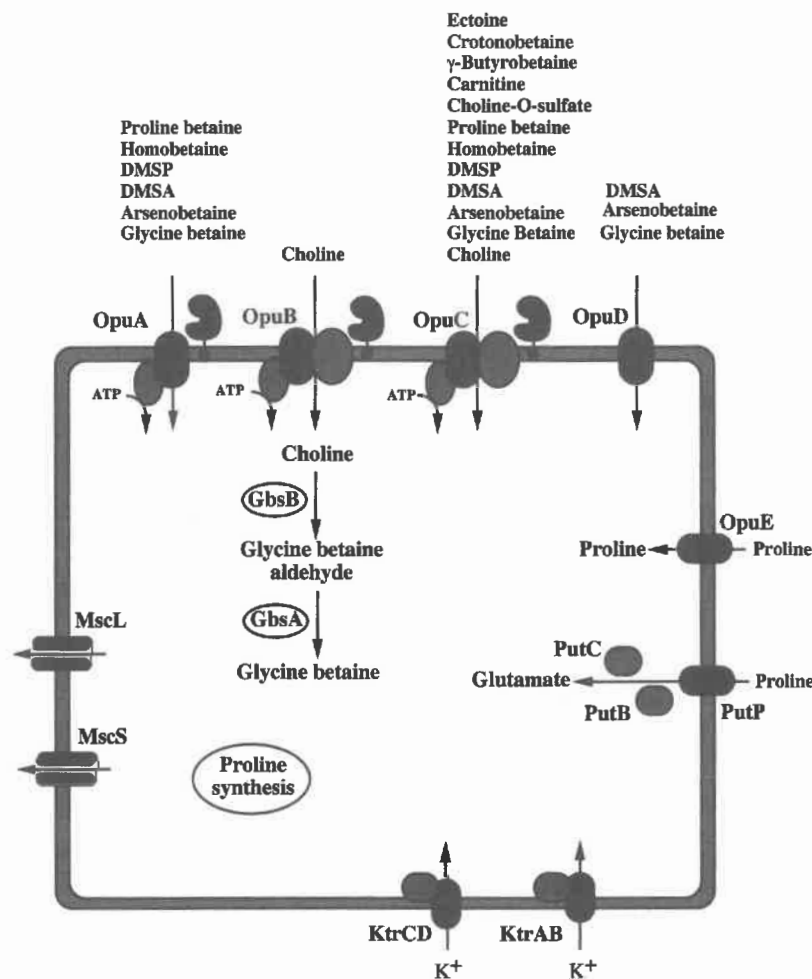 Ectoine
Crotonobetaine
γ-Butyrobetaine
Carnitine
Choline-O-sulfate
Proline betaine
Homobetaine
DMSP
DMSA
Arsenobetaine
Glycine Betaine
Choline
Proline betaine
Homobetaine
DMSP
DMSA
Arsenobetaine
Glycine betaine
Choline
DMSA
Arsenobetaine
Glycine betaine
OpuA
OpuB
OpuC
OpuD
ATP
ATP
ATP
Choline
GbsB
Glycine betaine
aldehyde
GbsA
Glycine betaine
OpuE
Proline
Proline
MscL
PutC
Glutamate
Proline
PutB
PutP
MscS
Proline
synthesis
KtrCD
KtrAB
K+
K+